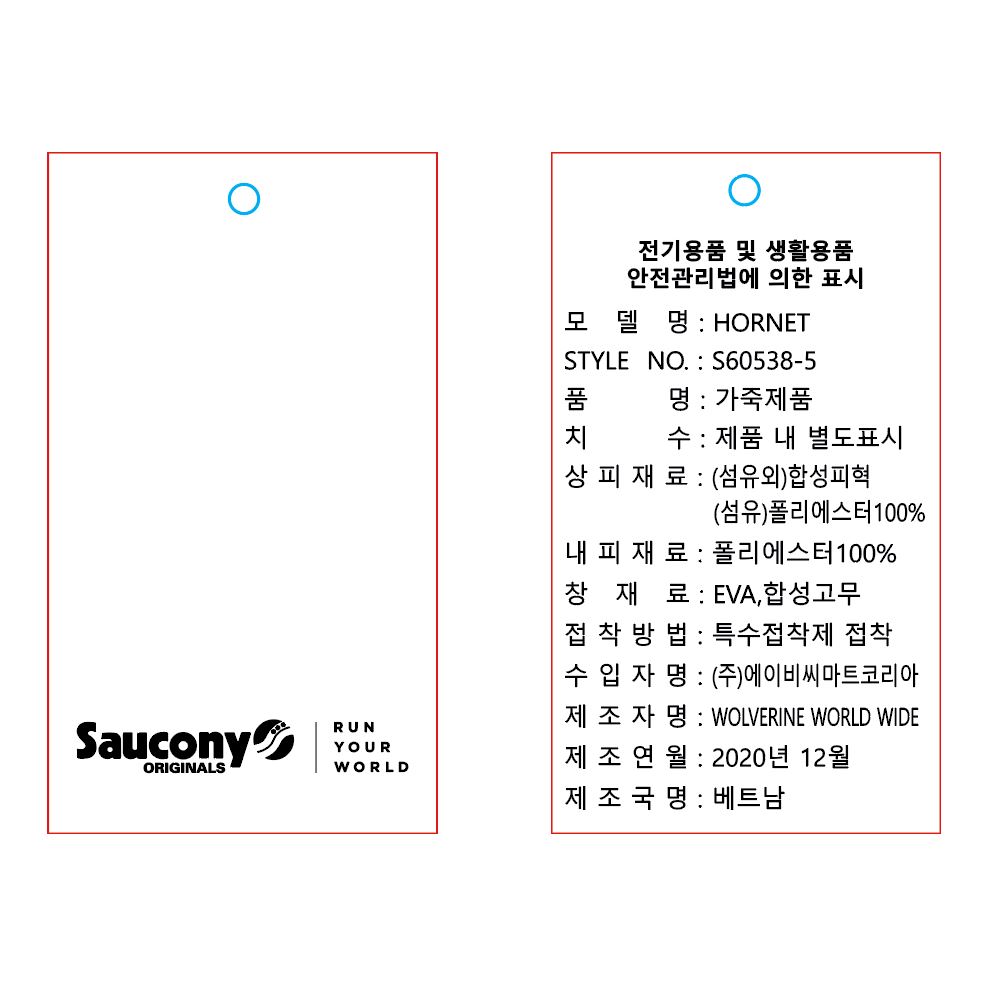 Saucony
ORIGINALS
RUN
YOUR
WORLD
전기용품 및 생활용품
안전관리법에 의한 표시
모 델 명 : HORNET
STYLE NO. : S60538-5
품 명 : 가죽제품
치 수 : 제품 내 별도표시
상 피 재 료 : (섬유외)합성피혁
(섬유)폴리에스터100%
내 피 재 료 : 폴리에스터100%
창 재 료 : EVA,합성고무
접 착 방 법 : 특수접착제 접착
수 입 자 명 : (주)에이비씨마트코리아
제 조 자 명 : WOLVERINE WORLD WIDE
제 조 연 월 : 2020년 12월
제 조 국 명 : 베트남